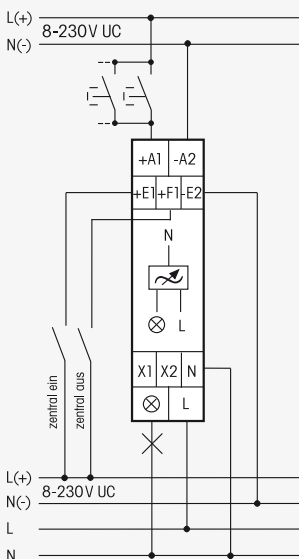 L(+)
8-230V UC
N(-)
+A1 -A2
+E1 +F1 -E2
N
L
zentral ein
zentral aus
X1 X2 N
L
L(+)
8-230V UC
N(-)
L
N